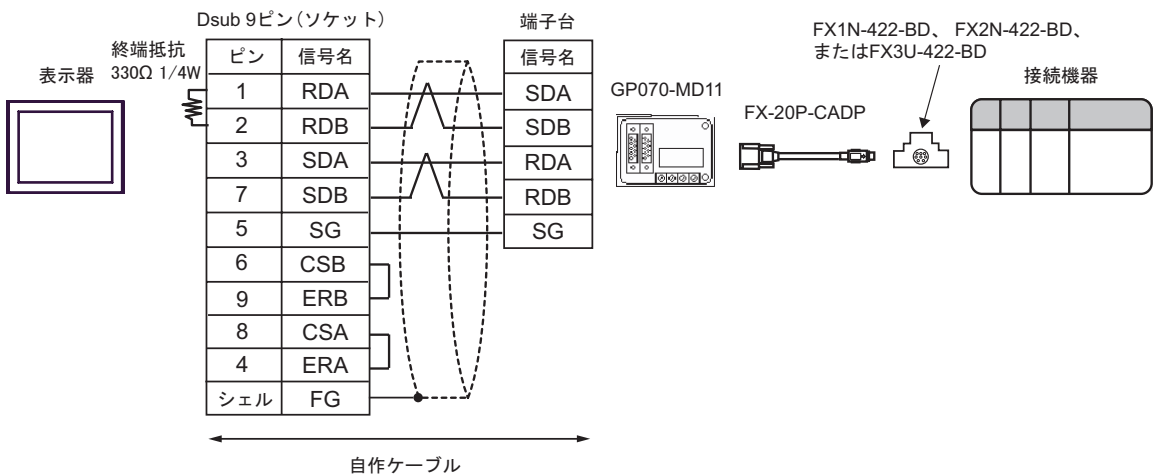 Dsub 9ピン（ソケット） 端子台
FX1N-422-BD、 FX2N-422-BD、
またはFX3U-422-BD
終端抵抗
330Ω 1/4W
表示器
接続機器
GP070-MD11
FX-20P-CADP
ピン 信号名 信号名
1 RDA SDA
2 RDB SDB
3 SDA RDA
7 SDB RDB
5 SG SG
6 CSB
9 ERB
8 CSA
4 ERA
シェル FG
自作ケーブル